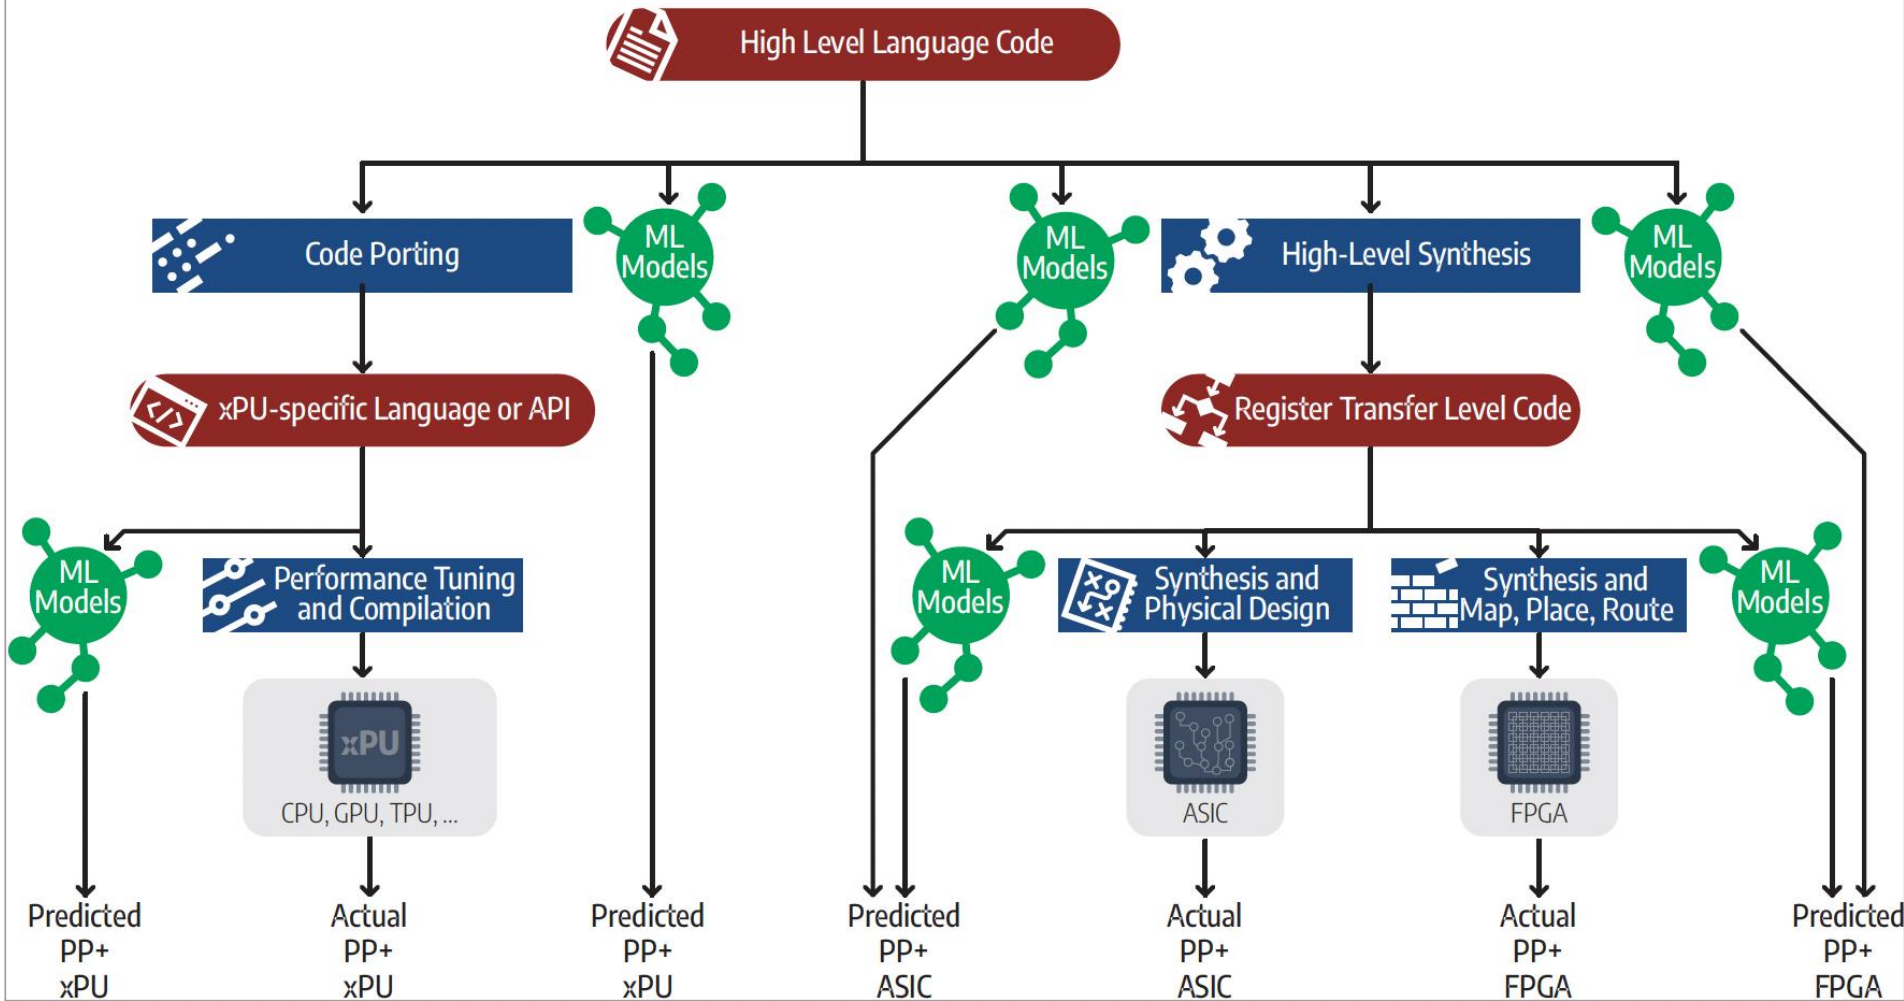 High Level Language Code
Code Porting
ML
Models
ML
Models
High-Level Synthesis
ML
Models
xPU-specific Language or API
</>
Register Transfer Level Code
ML
Models
Performance Tuning
and Compilation
ML
Models
Synthesis and
Physical Design
Synthesis and
Map, Place, Route
ML
Models
xPU
CPU, GPU, TPU, ...
ASIC
FPGA
Predicted
PP+
xPU
Actual
PP+
xPU
Predicted
PP+
xPU
Predicted
PP+
ASIC
Actual
PP+
ASIC
Actual
PP+
FPGA
Predicted
PP+
FPGA